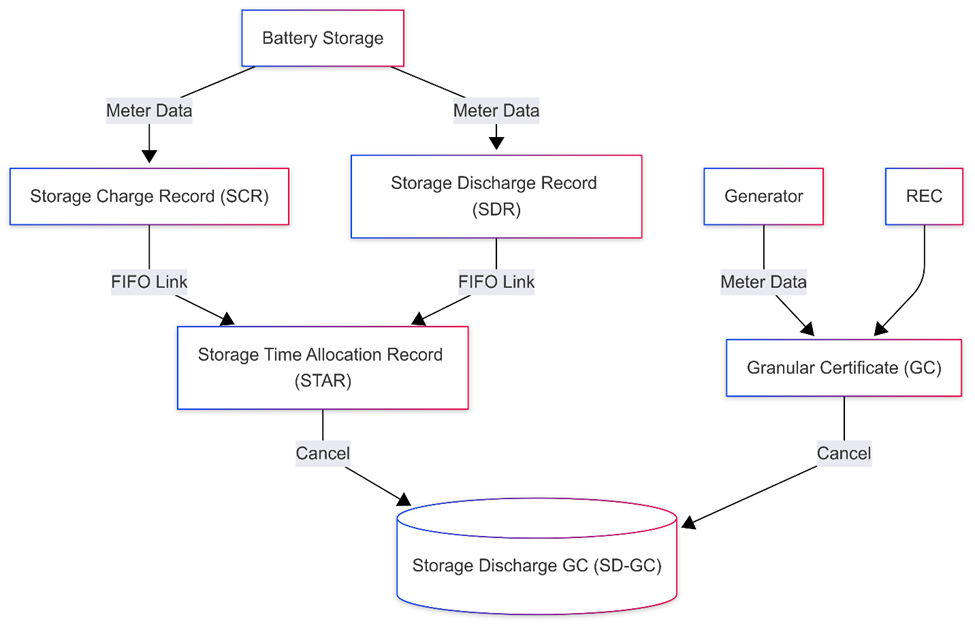 Battery Storage
Meter Data
Meter Data
Storage Charge Record (SCR)
Storage Discharge Record
(SDR)
Generator
REC
FIFO Link
FIFO Link
Meter Data
Storage Time Allocation Record
(STAR)
Granular Certificate (GC)
Cancel
Cancel
Storage Discharge GC (SD-GC)